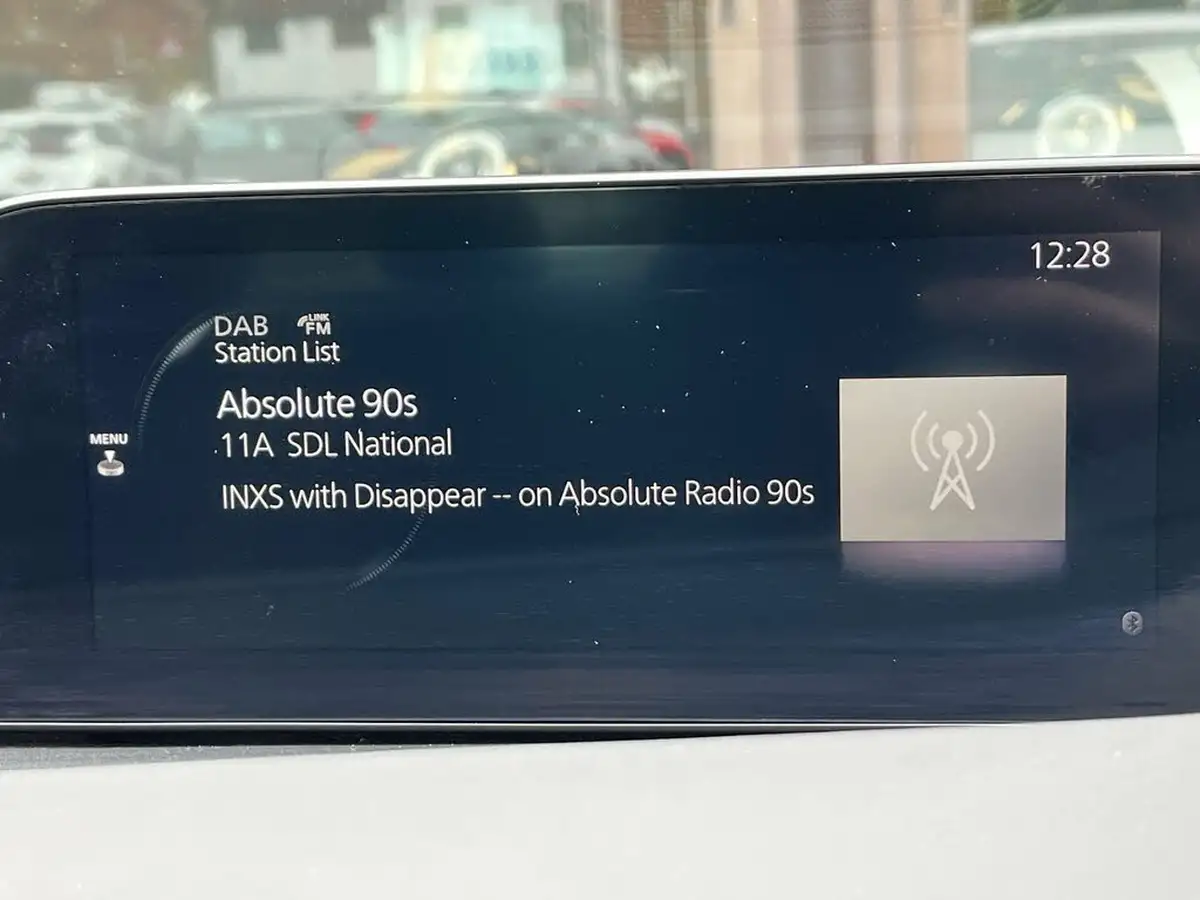 12:28
DAB LINK FM
Station List
Absolute 90s
MENU
11A SDL National
INXS with Disappear -- on Absolute Radio 90s